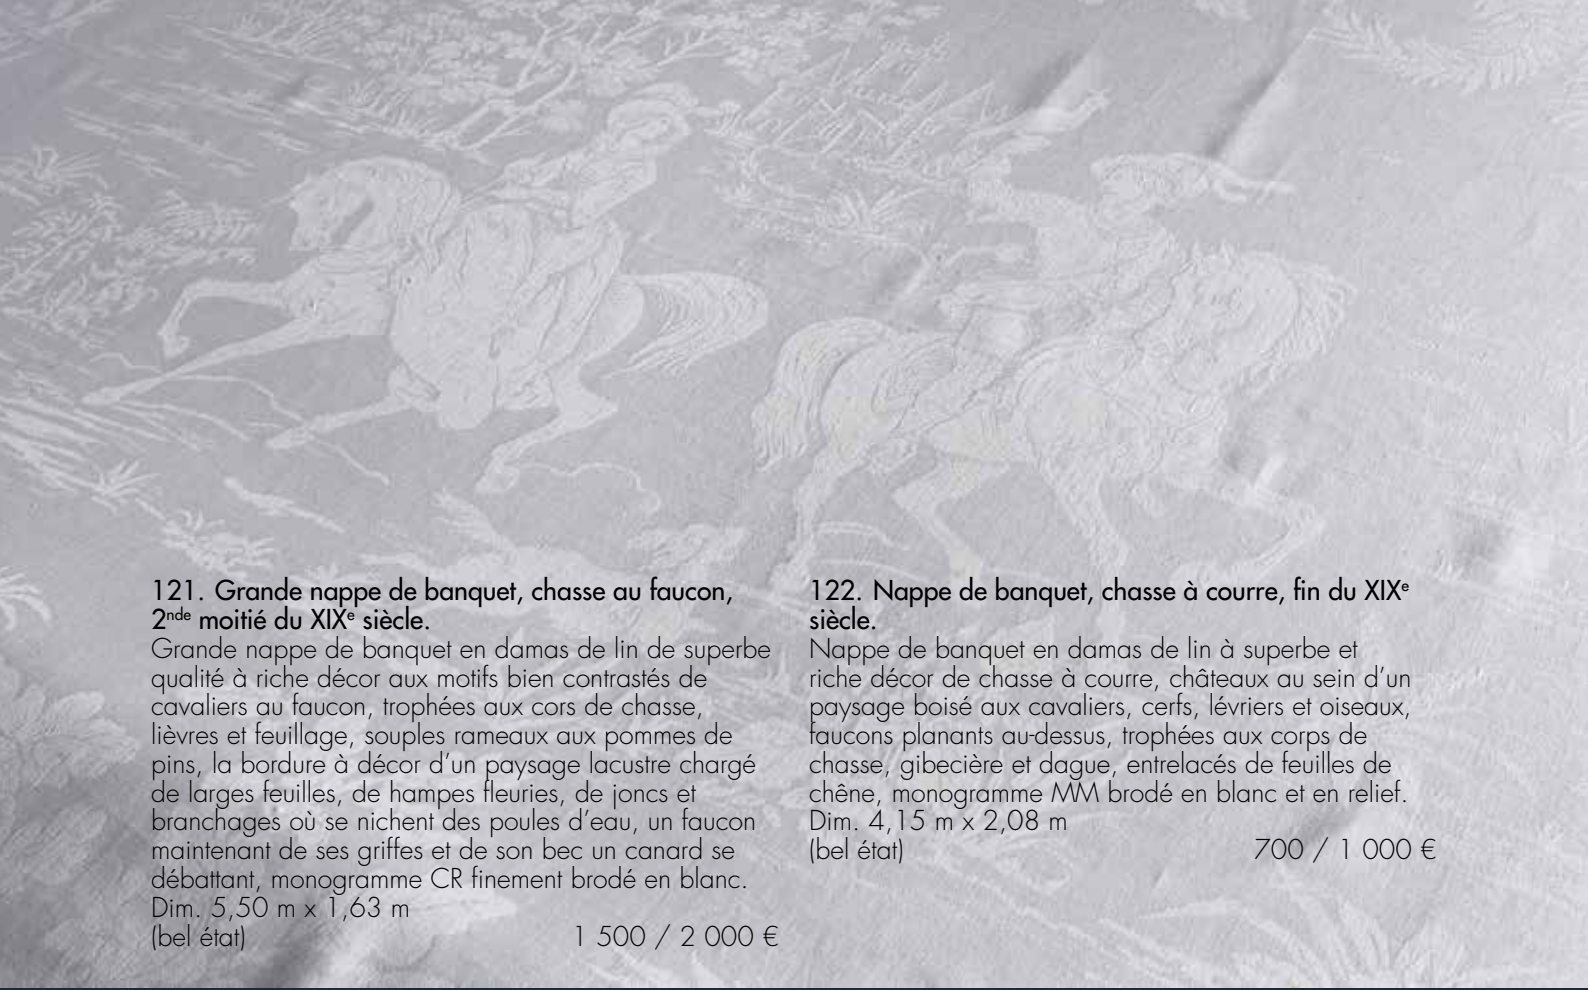 121. Grande nappe de banquet, chasse au faucon,
2nde moitié du XIXe siècle.
Grande nappe de banquet en damas de lin de superbe
qualité à riche décor aux motifs bien contrastés de
cavaliers au faucon, trophées aux cors de chasse,
lièvres et feuillage, souples rameaux aux pommes de
pins, la bordure à décor d'un paysage lacustre chargé
de larges feuilles, de hampes fleuries, de joncs et
branchages où se nichent des poules d'eau, un faucon
maintenant de ses griffes et de son bec un canard se
débattant, monogramme CR finement brodé en blanc.
Dim. 5,50 m x 1,63 m
(bel état) 1 500 / 2 000 €
122. Nappe de banquet, chasse à courre, fin du XIXe
siècle.
Nappe de banquet en damas de lin à superbe et
riche décor de chasse à courre, châteaux au sein d'un
paysage boisé aux cavaliers, cerfs, lévriers et oiseaux,
faucons planants au-dessus, trophées aux corps de
chasse, gibecière et dague, entrelacés de feuilles de
chêne, monogramme MM brodé en blanc et en relief.
Dim. 4,15 m x 2,08 m
(bel état) 700 / 1 000 €